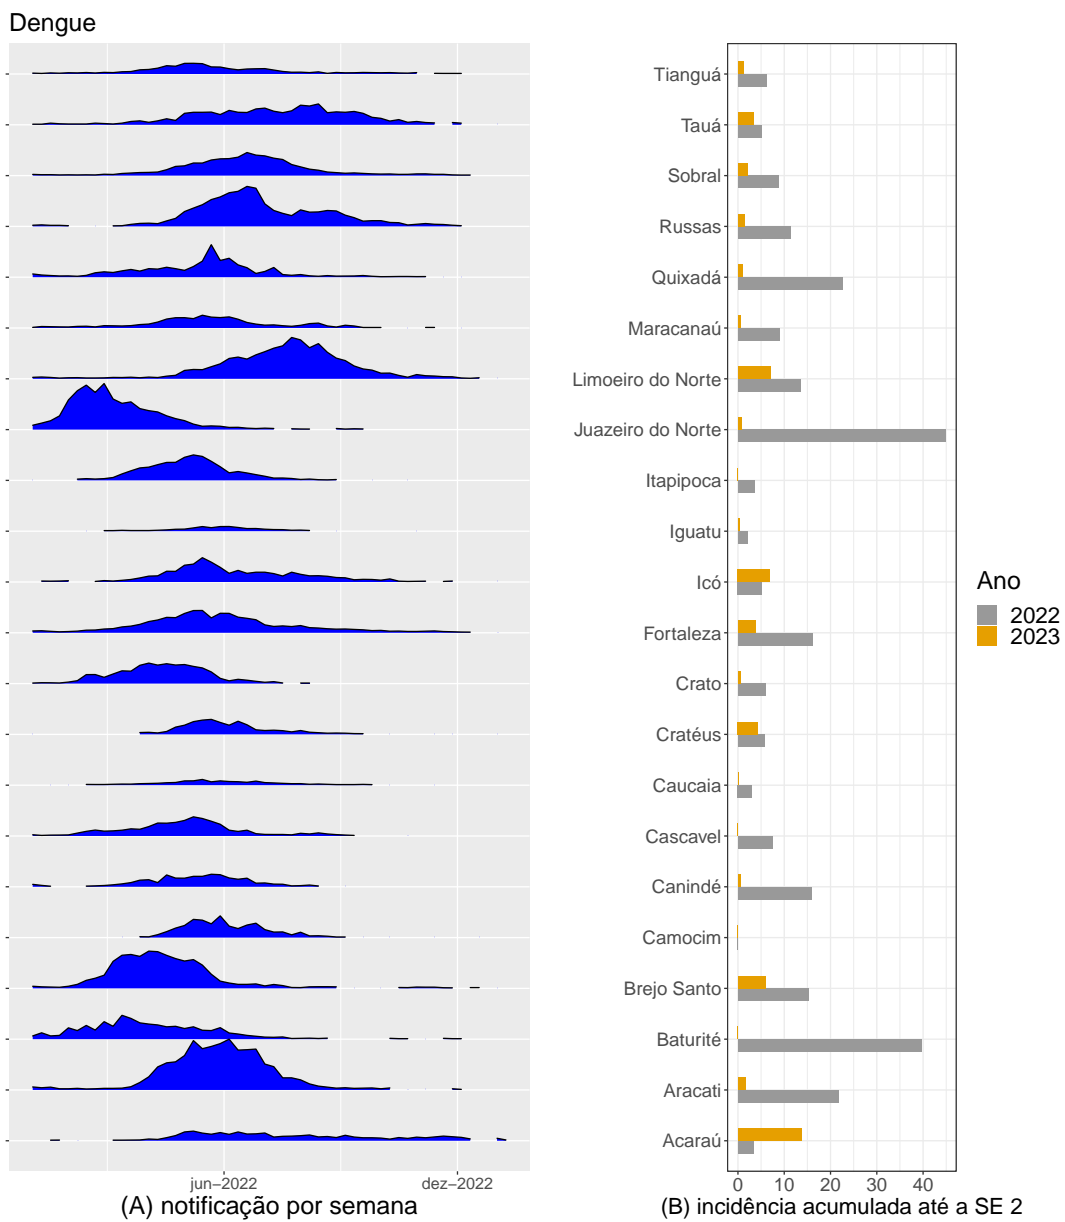 Dengue
Tianguá
Tauá
Sobral
Russas
Quixadá
Maracanaú
Limoeiro do Norte
Juazeiro do Norte
Itapipoca
Iguatu
Icó
Fortaleza
Crato
Cratéus
Caucaia
Cascavel
Canindé
Camocim
Brejo Santo
Baturité
Aracati
Acaraú
Ano
2022
2023
jun–2022 dez–2022
0 10 20 30 40
(A) notificação por semana
(B) incidência acumulada até a SE 2